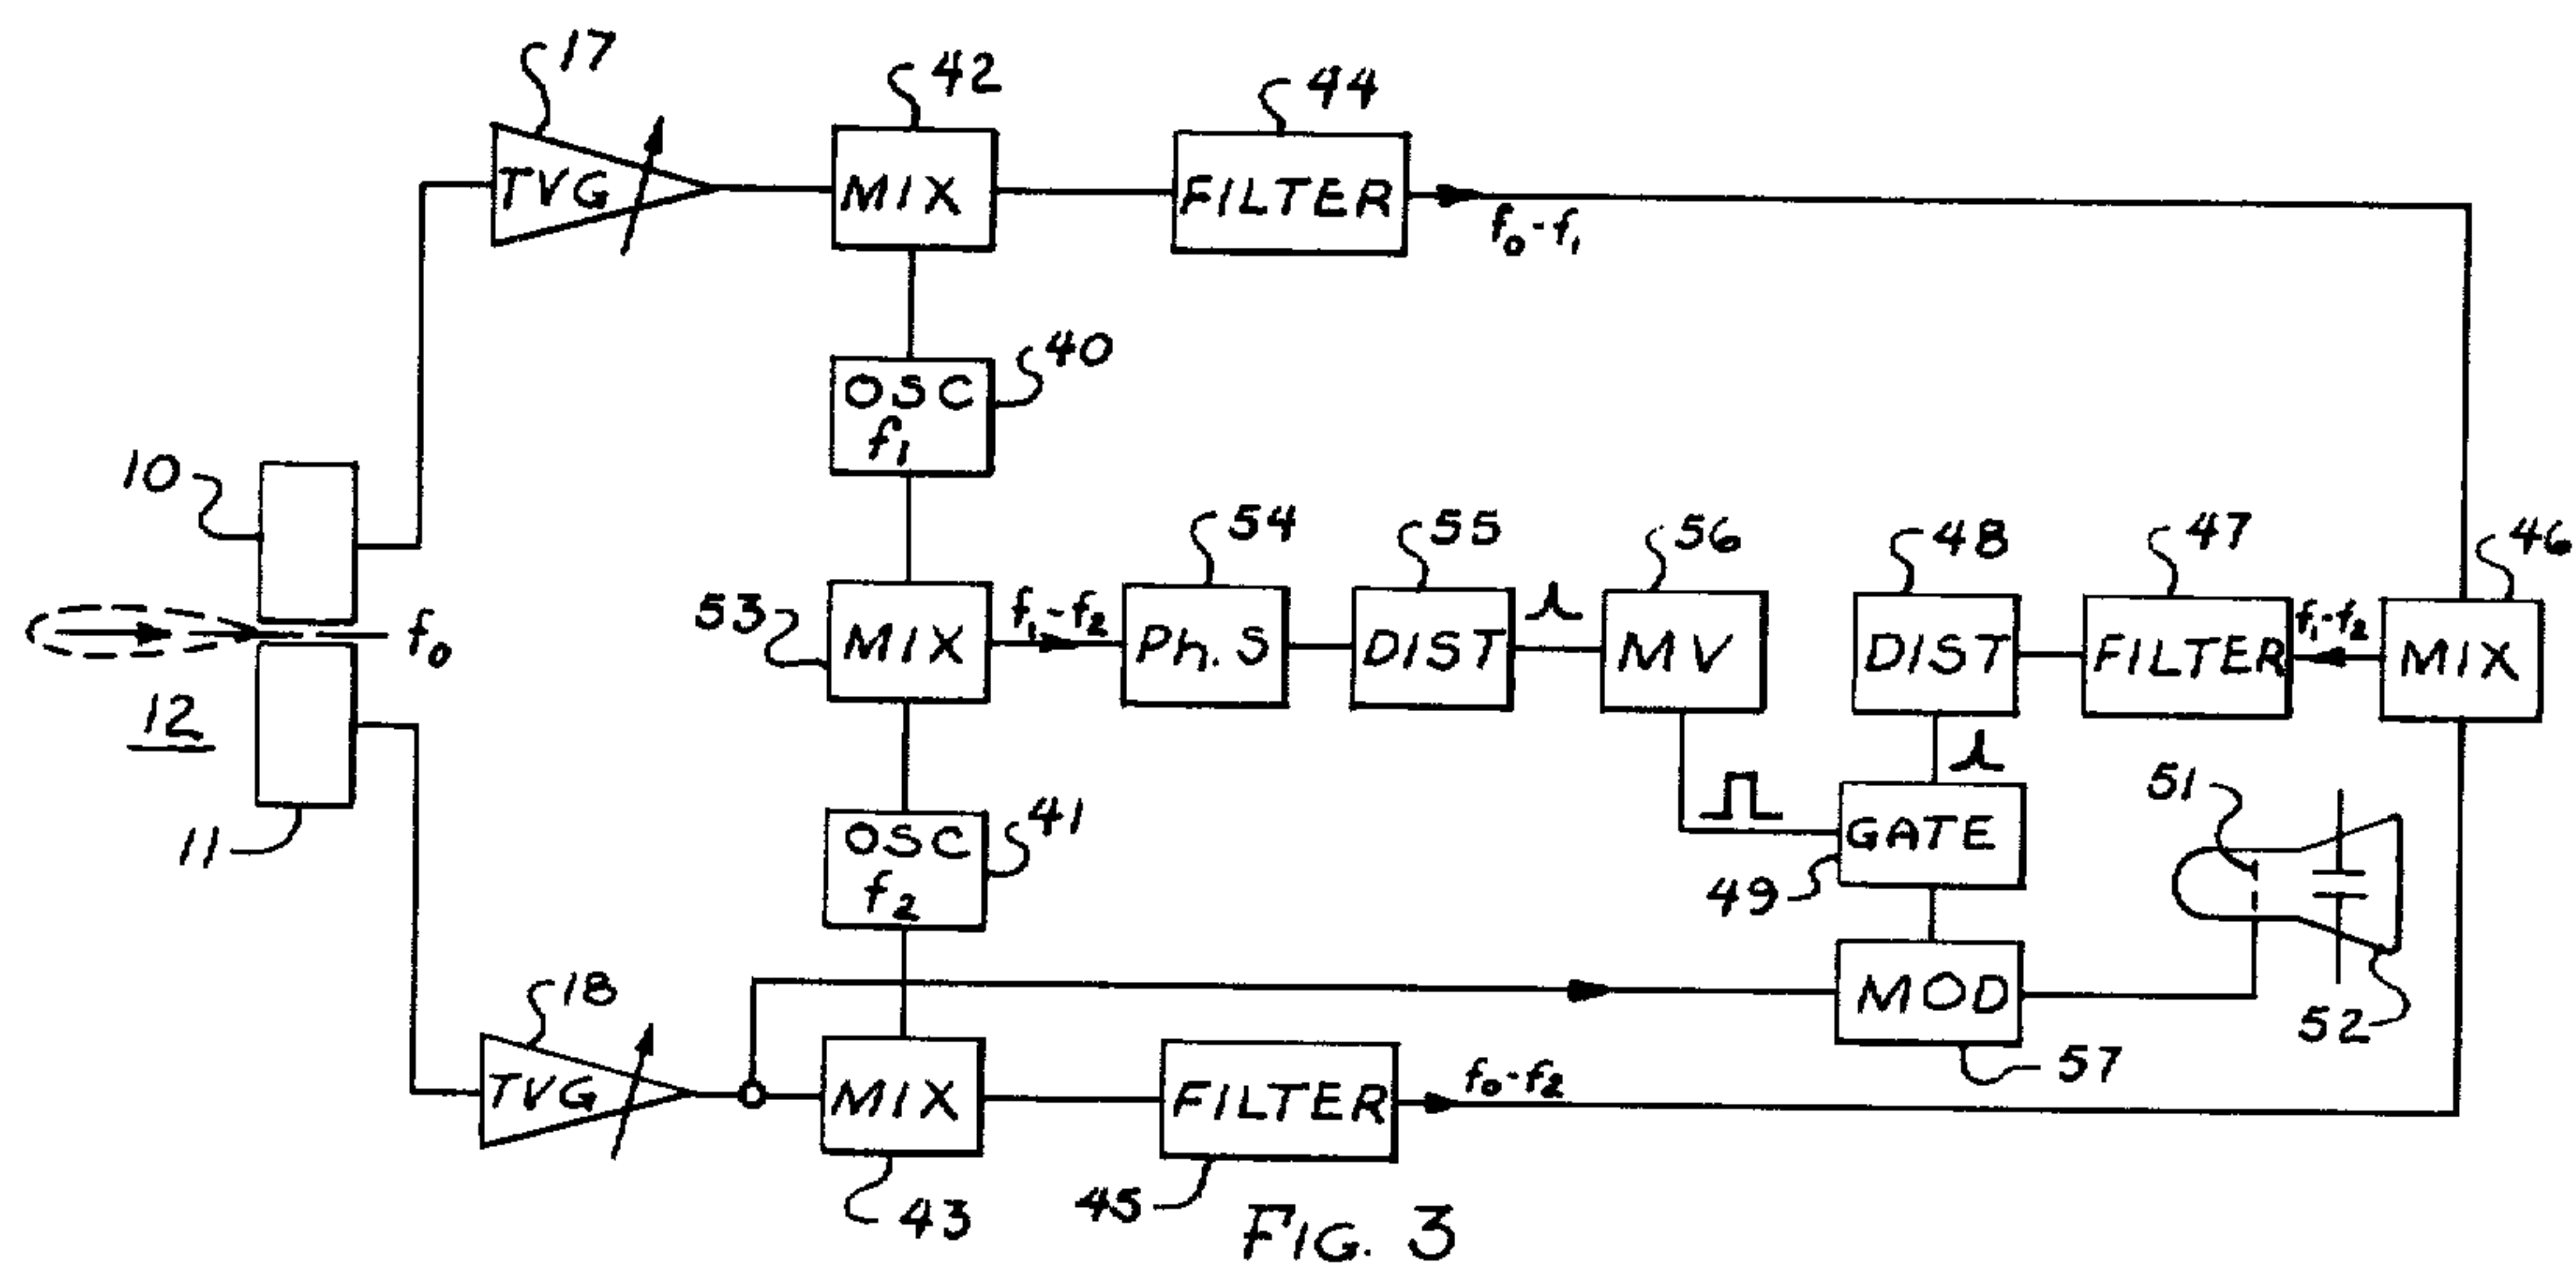 17
42
44
TVG
MIX
FILTER
f₀-f₁
40
OSC
f₁
10
54
55
56
48
47
46
53
f₀
MIX
f₁-f₂
Ph. S
DIST
MV
DIST
FILTER
f₁-f₂
MIX
12
11
41
OSC
f₂
GATE
49
51
18
MOD
52
TVG
MIX
FILTER
f₀-f₂
57
43
45
FIG. 3